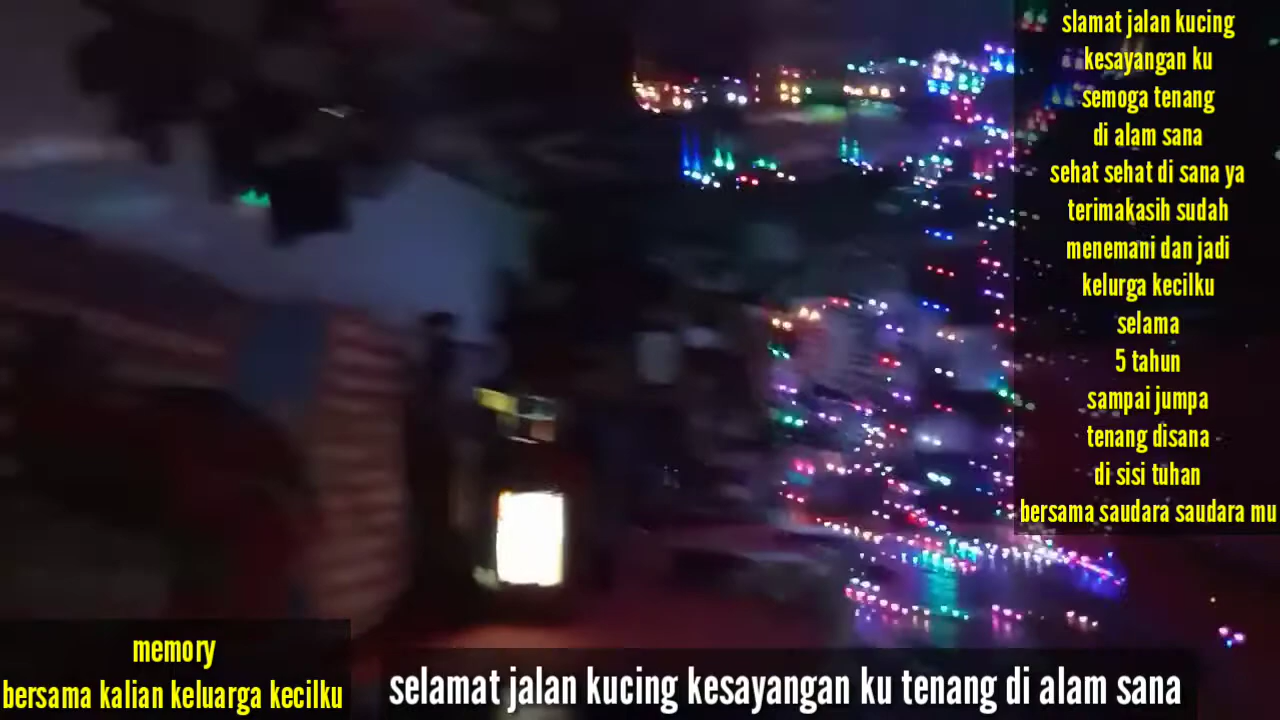 slamat jalan kucing
kesayangan ku
semoga tenang
di alam sana
sehat sehat di sana ya
terimakasih sudah
menemani dan jadi
kelurga kecilku
selama
5 tahun
sampai jumpa
tenang disana
di sisi tuhan
bersama saudara saudara mu
memory
bersama kalian keluarga kecilku
selamat jalan kucing kesayangan ku tenang di alam sana